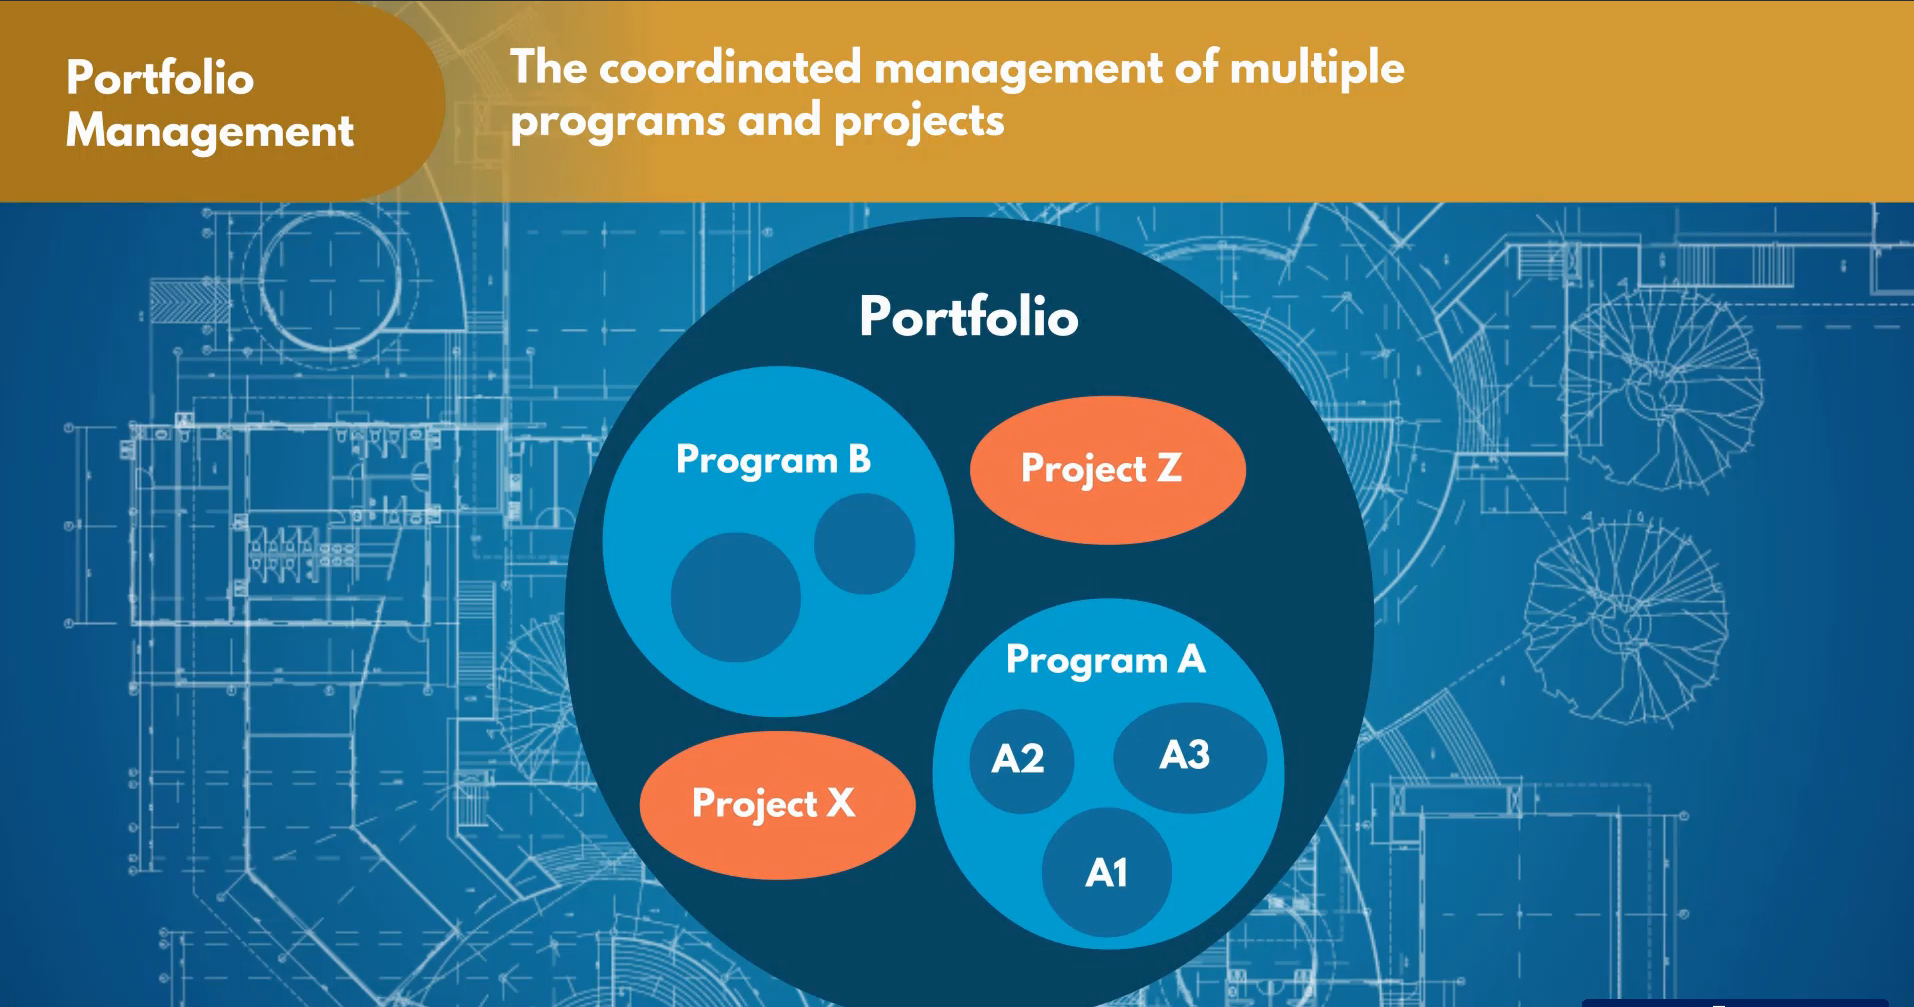 Portfolio
Management
The coordinated management of multiple
programs and projects
Portfolio
Program B
Project Z
Program A
A2
A3
Project X
A1